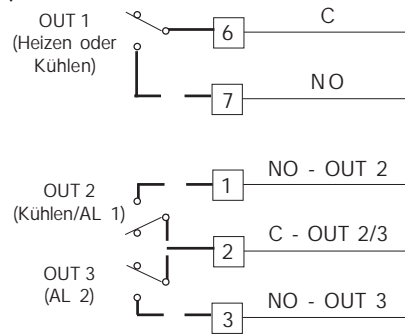 OUT 1
(Heizen oder
Kühlen)
6
C
7
NO
OUT 2
(Kühlen/AL 1)
1
NO - OUT 2
2
C - OUT 2/3
OUT 3
(AL 2)
3
NO - OUT 3